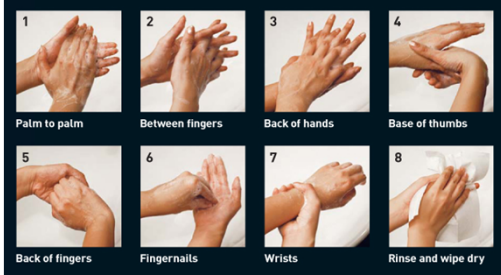 1
2
3
4
Palm to palm
Between fingers
Back of hands
Base of thumbs
5
6
7
8
Back of fingers
Fingernails
Wrists
Rinse and wipe dry